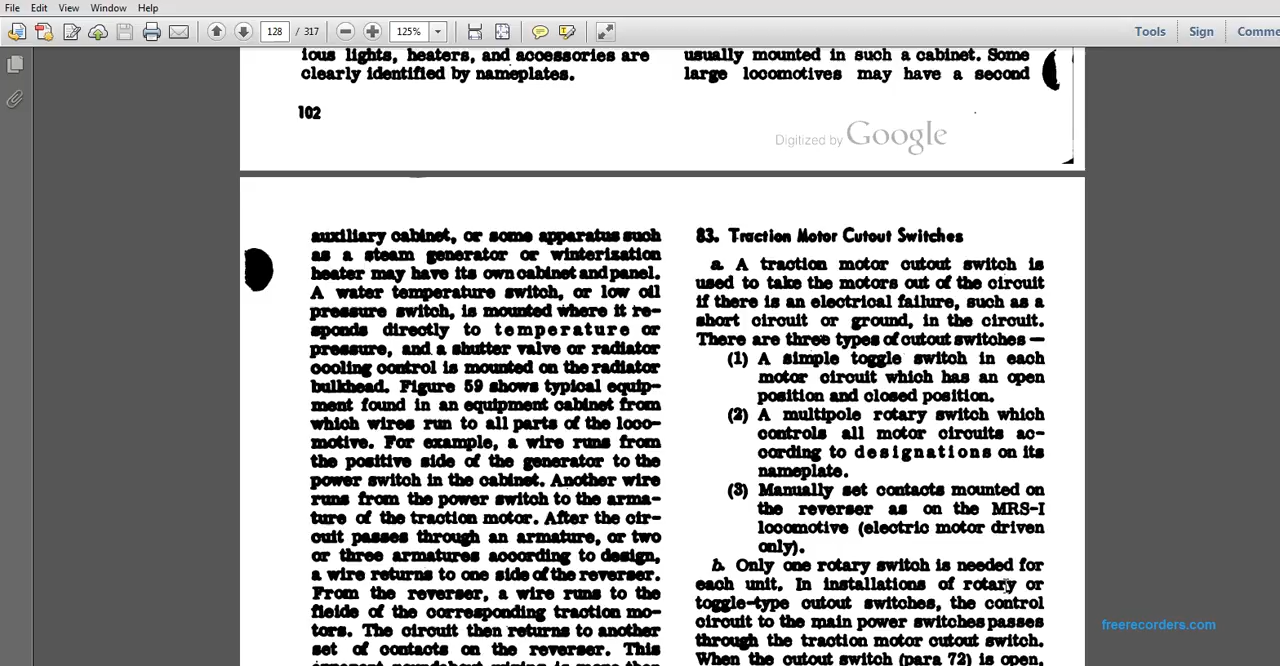 File Edit View Window Help
128 / 317 125% Tools Sign Comme
ious lights, heaters, and accessories are
clearly identified by nameplates.
102
usually mounted in such a cabinet. Some
large locomotives may have a second
Digitized by Google
auxiliary cabinet, or some apparatus such
as a steam generator or winterization
heater may have its own cabinet and panel.
A water temperature switch, or low oil
pressure switch, is mounted where it re-
sponds directly to temperature or
pressure, and a shutter valve or radiator
cooling control is mounted on the radiator
bulkhead. Figure 59 shows typical equip-
ment found in an equipment cabinet from
which wires run to all parts of the loco-
motive. For example, a wire runs from
the positive side of the generator to the
power switch in the cabinet. Another wire
runs from the power switch to the arma-
ture of the traction motor. After the cir-
cuit passes through an armature, or two
or three armatures according to design,
a wire returns to one side of the reverser.
From the reverser, a wire runs to the
fields of the corresponding traction mo-
tors. The circuit then returns to another
set of contacts on the reverser. This
83. Traction Motor Cutout Switches
a. A traction motor cutout switch is
used to take the motors out of the circuit
if there is an electrical failure, such as a
short circuit or ground, in the circuit.
There are three types of cutout switches —
(1) A simple toggle switch in each
motor circuit which has an open
position and closed position.
(2) A multipole rotary switch which
controls all motor circuits ac-
cording to designations on its
nameplate.
(3) Manually set contacts mounted on
the reverser as on the MRS-I
locomotive (electric motor driven
only).
b. Only one rotary switch is needed for
each unit. In installations of rotary or
toggle-type cutout switches, the control
circuit to the main power switches passes
through the traction motor cutout switch.
When the cutout switch (para 72) is open,
freerecorders.com